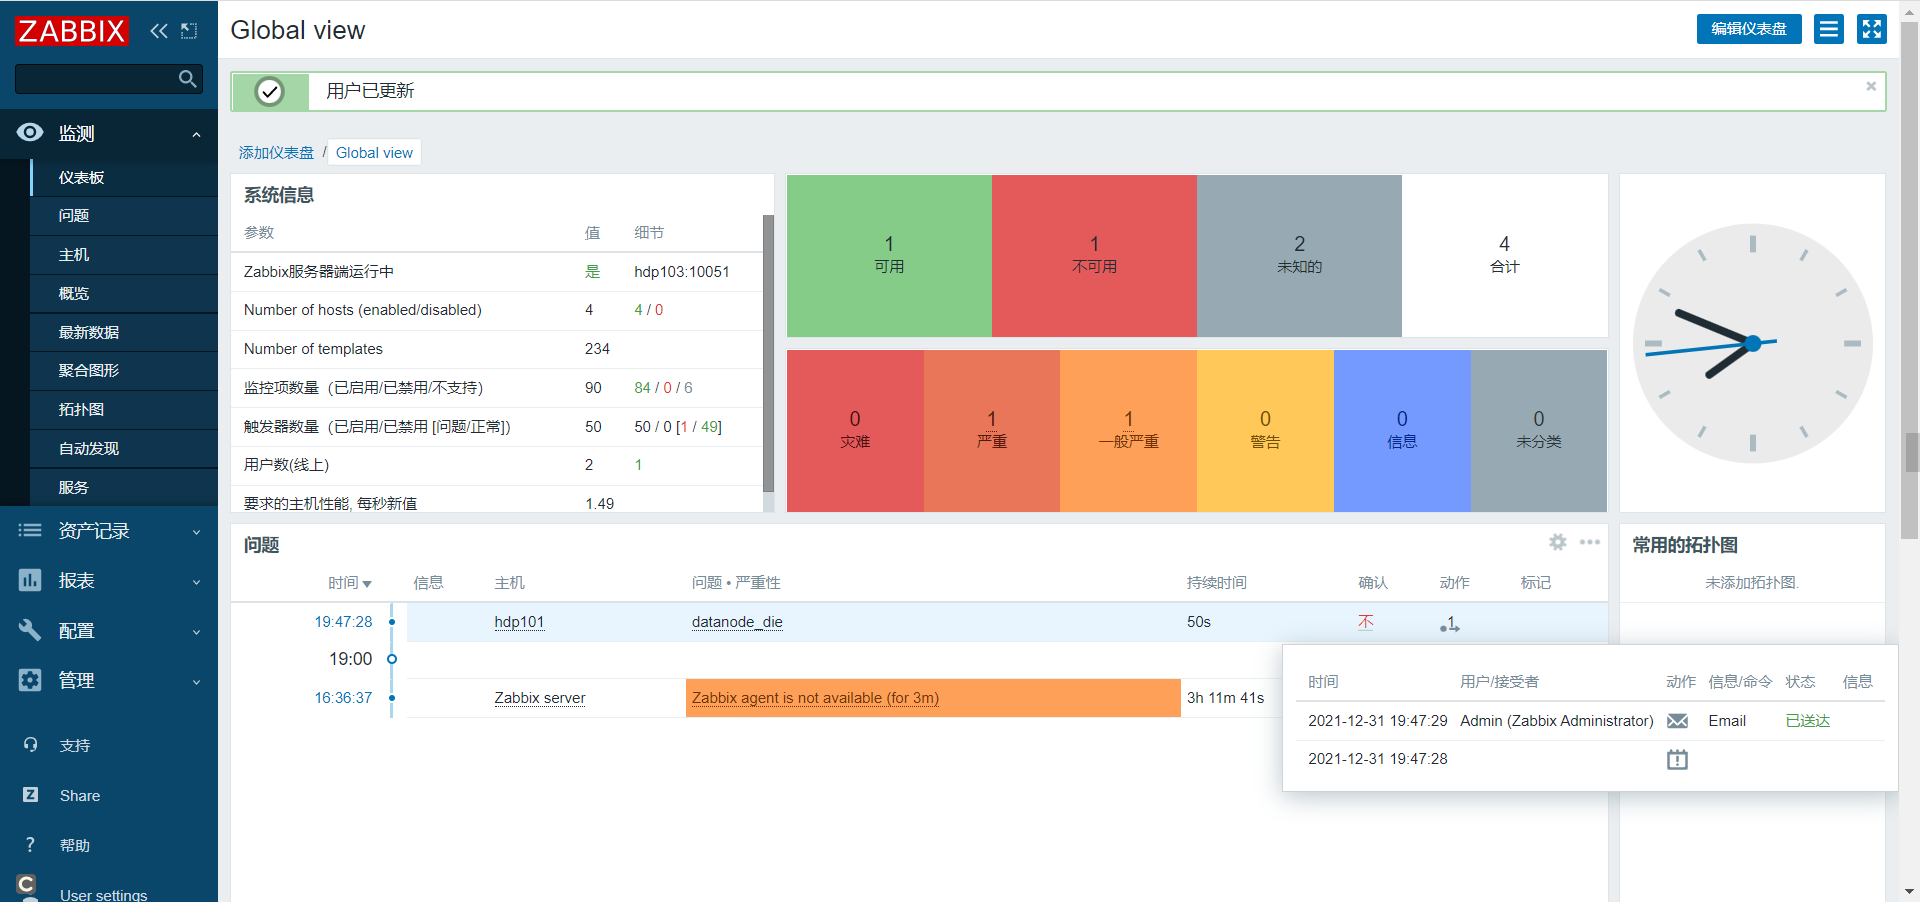 ZABBIX
Global view
编辑仪表盘
用户已更新
添加仪表盘 / Global view
监测
仪表板
问题
主机
概览
最新数据
聚合图形
拓扑图
自动发现
服务
资产记录
报表
配置
管理
支持
Share
帮助
User settings
系统信息
参数 值 细节
Zabbix服务器端运行中 是 hdp103:10051
Number of hosts (enabled/disabled) 4 4 / 0
Number of templates 234
监控项数量（已启用/已禁用/不支持） 90 84 / 0 / 6
触发器数量（已启用/已禁用 [问题/正常]） 50 50 / 0 [1 / 49]
用户数(线上) 2 1
要求的主机性能, 每秒新值 1.49
1 1 2 4
可用 不可用 未知的 合计
0 1 1 0 0 0
灾难 严重 一般严重 警告 信息 未分类
问题
时间 信息 主机 问题 • 严重性 持续时间 确认 动作 标记
19:47:28 hdp101 datanode_die 50s 不 1
19:00
16:36:37 Zabbix server Zabbix agent is not available (for 3m) 3h 11m 41s
常用的拓扑图
未添加拓扑图.
时间 用户/接受者 动作 信息/命令 状态 信息
2021-12-31 19:47:29 Admin (Zabbix Administrator) Email 已送达
2021-12-31 19:47:28